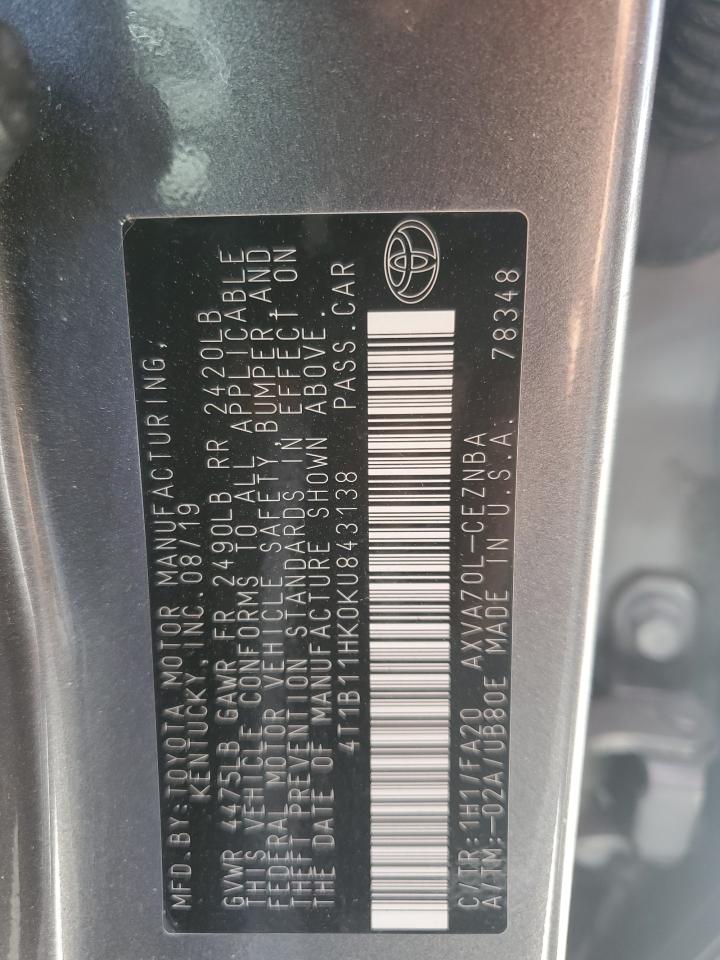 MFD.BY:TOYOTA MOTOR MANUFACTURING,
KENTUCKY,INC.08/19
GVWR 4475LB GAWR FR 2490LB RR 2420LB
THIS VEHICLE CONFORMS TO ALL APPLICABLE
FEDERAL MOTOR VEHICLE SAFETY, BUMPER, AND
THEFT PREVENTION STANDARDS IN EFFECT ON
THE DATE OF MANUFACTURE SHOWN ABOVE.
4T1B11HK0KU843138 PASS.CAR
C/TR:1H1/FA20 AXVA70L-CEZNBA
A/TM:-02A/UB80E MADE IN U.S.A. 78348